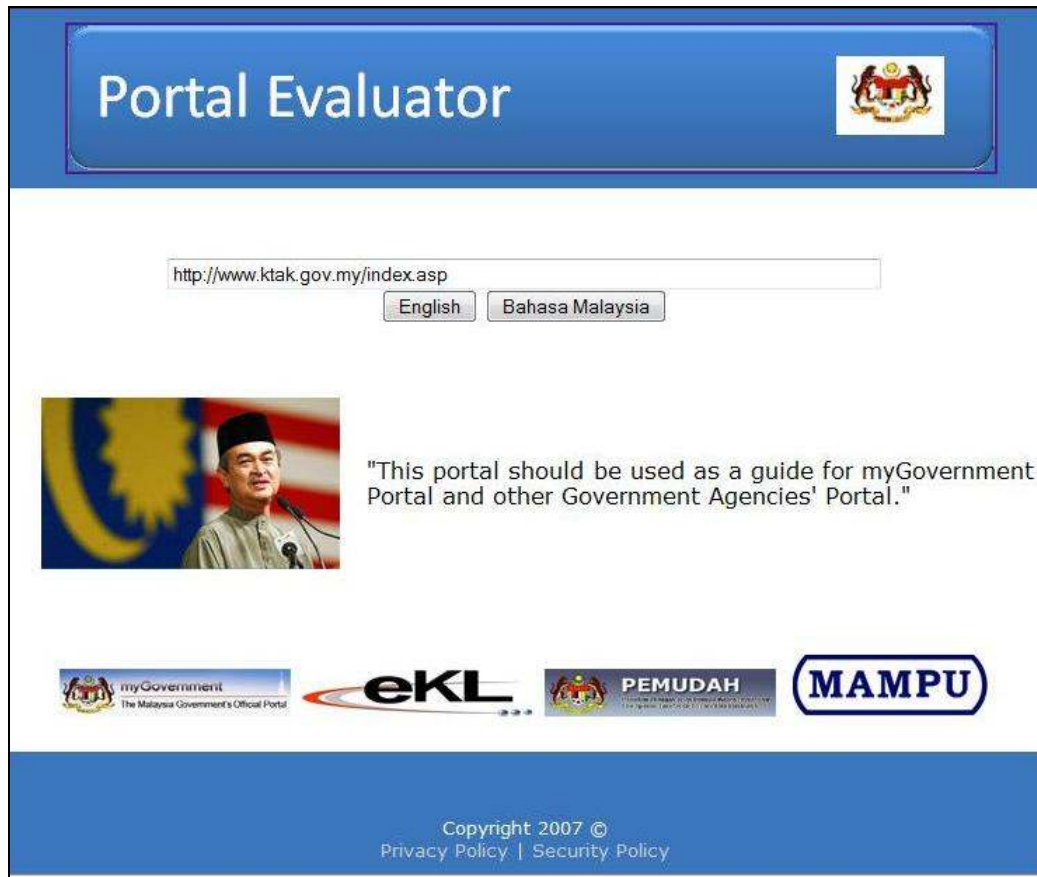 Portal Evaluator
http://www.ktak.gov.my/index.asp
English
Bahasa Malaysia
"This portal should be used as a guide for myGovernment
Portal and other Government Agencies' Portal."
myGovernment
The Malaysia Government's Official Portal
eKL...
PEMUDAH
MAMPU
Copyright 2007 ©
Privacy Policy | Security Policy